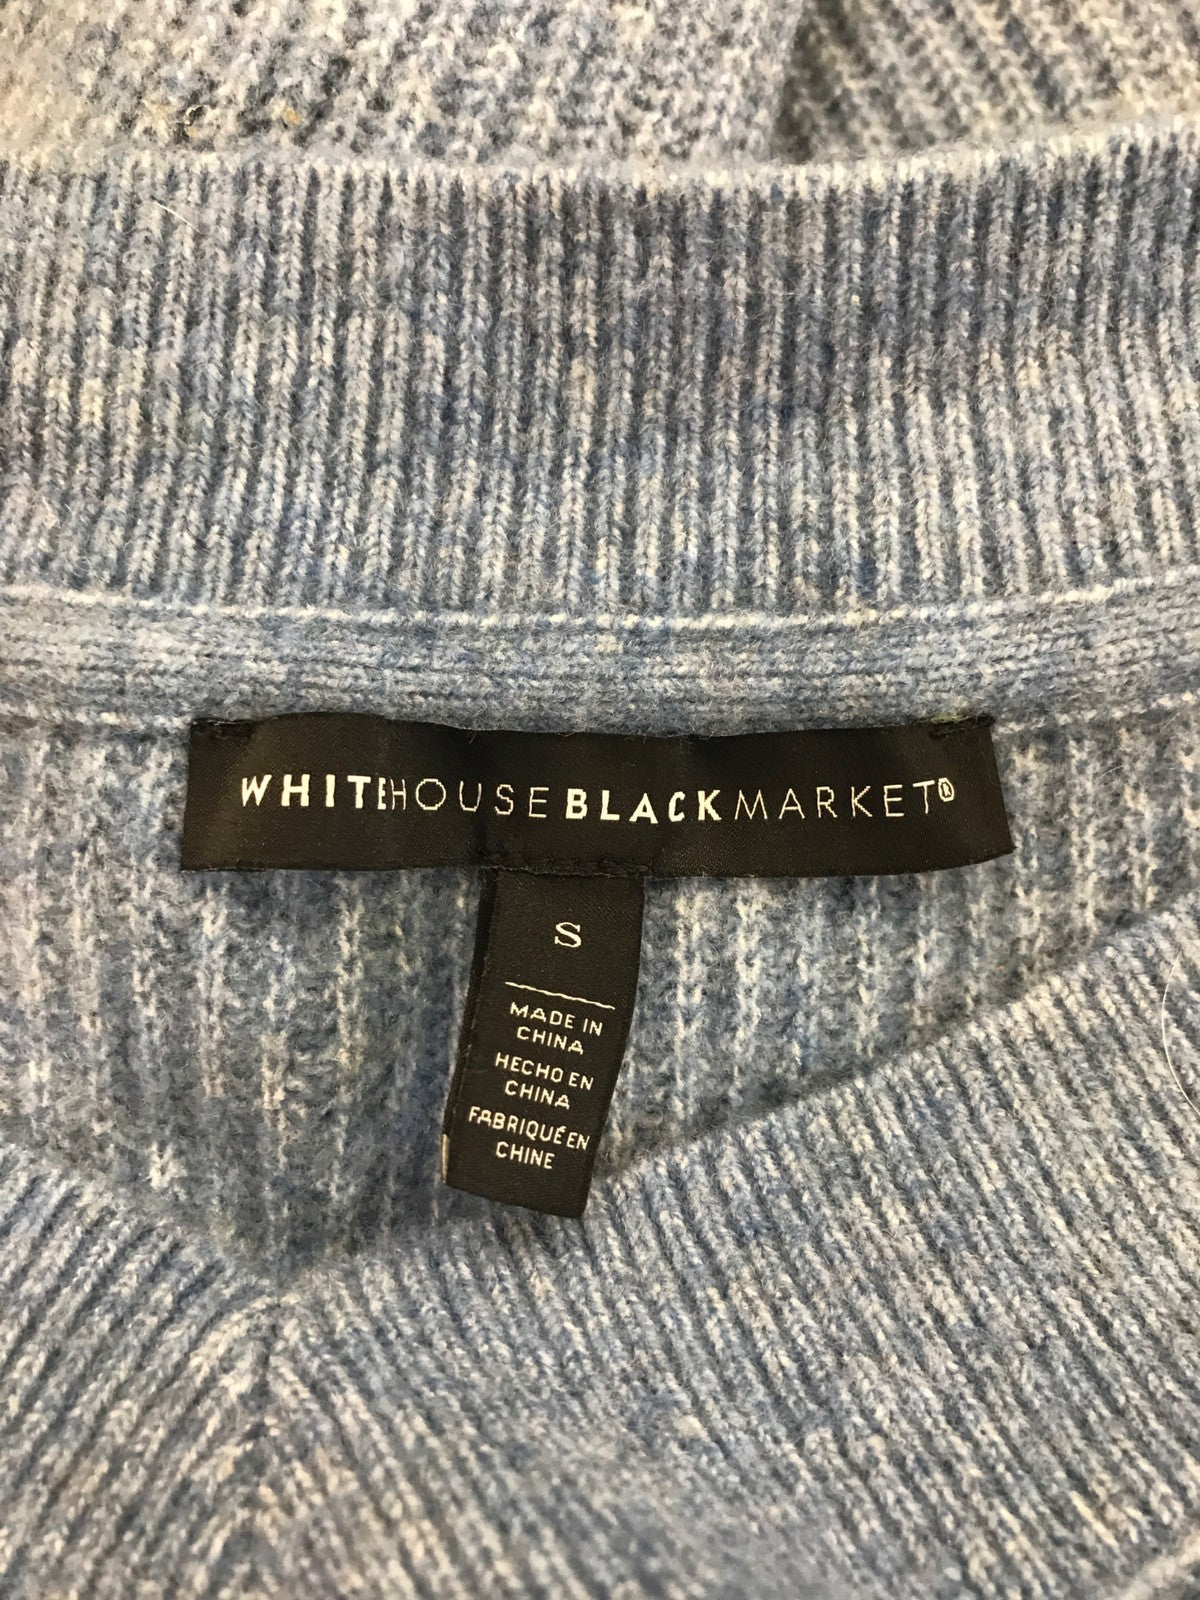 WHITEHOUSEBLACKMARKET®
S
MADE IN
CHINA
HECHO EN
CHINA
FABRIQUÉ EN
CHINE